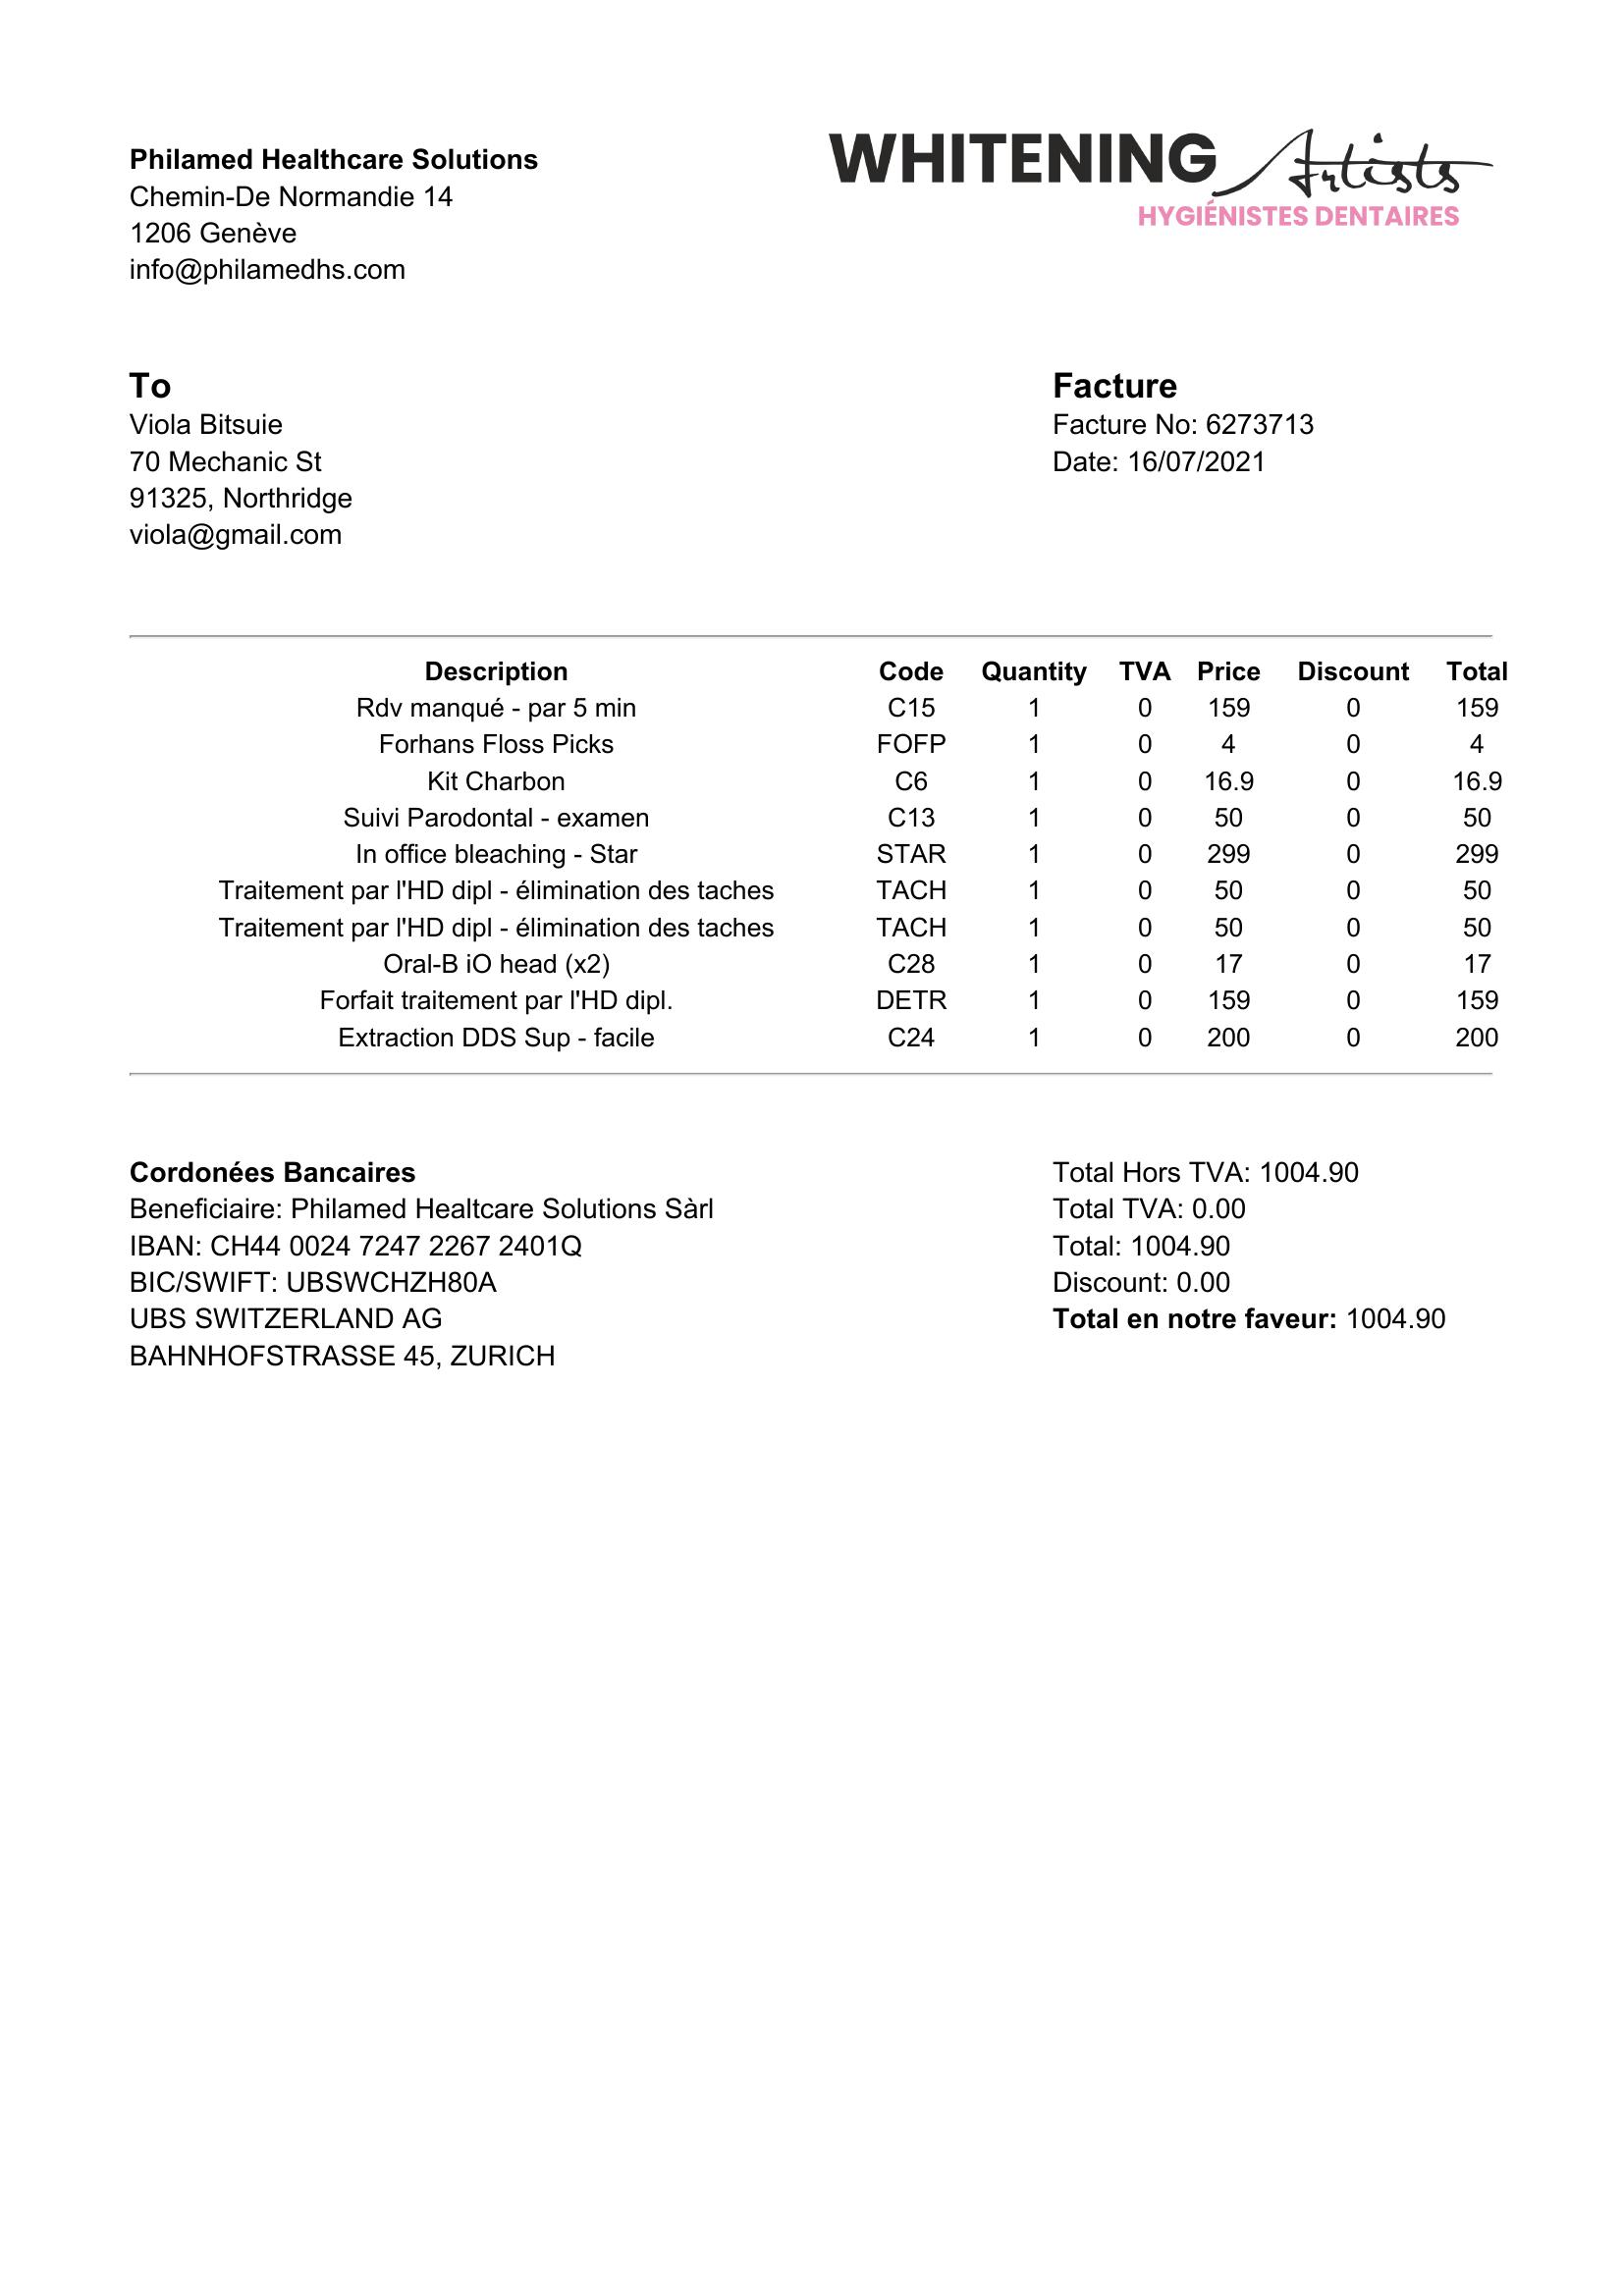 Philamed Healthcare Solutions
Chemin-De Normandie 14
1206 Genève
info@philamedhs.com
WHITENING Artists
HYGIÉNISTES DENTAIRES
To
Viola Bitsuie
70 Mechanic St
91325, Northridge
viola@gmail.com
Facture
Facture No: 6273713
Date: 16/07/2021
Description Code Quantity TVA Price Discount Total
Rdv manqué - par 5 min C15 1 0 159 0 159
Forhans Floss Picks FOFP 1 0 4 0 4
Kit Charbon C6 1 0 16.9 0 16.9
Suivi Parodontal - examen C13 1 0 50 0 50
In office bleaching - Star STAR 1 0 299 0 299
Traitement par l'HD dipl - élimination des taches TACH 1 0 50 0 50
Traitement par l'HD dipl - élimination des taches TACH 1 0 50 0 50
Oral-B iO head (x2) C28 1 0 17 0 17
Forfait traitement par l'HD dipl. DETR 1 0 159 0 159
Extraction DDS Sup - facile C24 1 0 200 0 200
Cordonées Bancaires
Beneficiaire: Philamed Healtcare Solutions Sàrl
IBAN: CH44 0024 7247 2267 2401Q
BIC/SWIFT: UBSWCHZH80A
UBS SWITZERLAND AG
BAHNHOFSTRASSE 45, ZURICH
Total Hors TVA: 1004.90
Total TVA: 0.00
Total: 1004.90
Discount: 0.00
Total en notre faveur: 1004.90